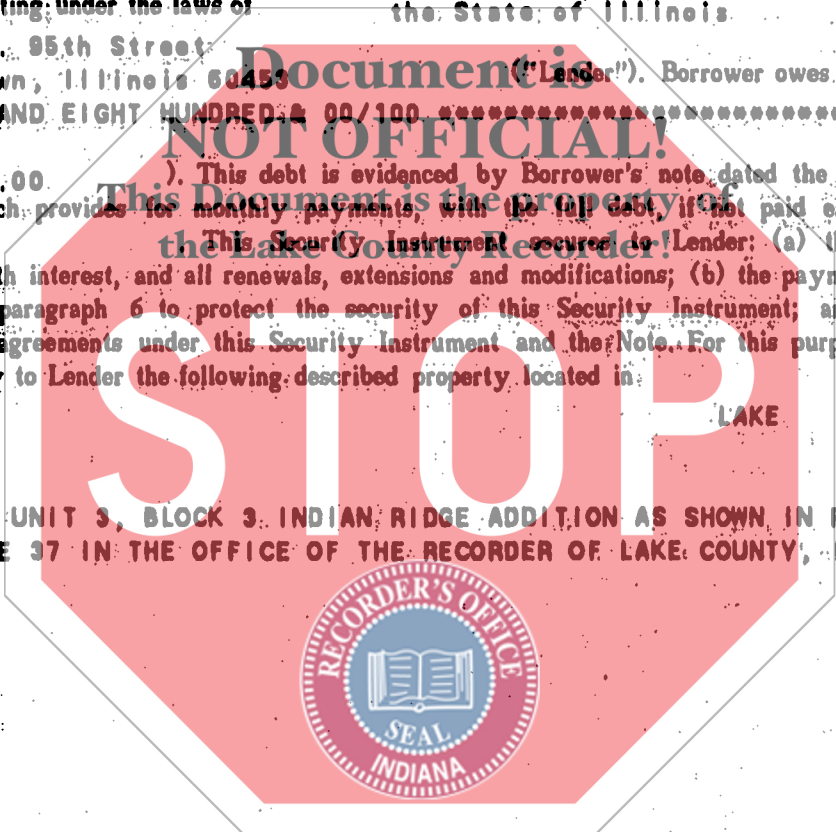 ting under the laws of the State of Illinois
95th Street
wn, Illinois 60453 ("Lender"). Borrower owes
Document is
AND EIGHT HUNDRED & 00/100 ************************
NOT OFFICIAL!
.00 ). This debt is evidenced by Borrower's note dated the
This Document is the property of
ch provides for monthly payments, with the full debt, if not paid e
the Lake County Recorder!
This Security Instrument secures to Lender: (a) t
h interest, and all renewals, extensions and modifications; (b) the paym
paragraph 6 to protect the security of this Security Instrument; a
agreements under this Security Instrument and the Note. For this purp
to Lender the following described property located in
STOP
LAKE
UNIT 3, BLOCK 3, INDIAN RIDGE ADDITION AS SHOWN IN
E 37 IN THE OFFICE OF THE RECORDER OF LAKE COUNTY,
RECORDER'S OFFICE
SEAL
INDIANA